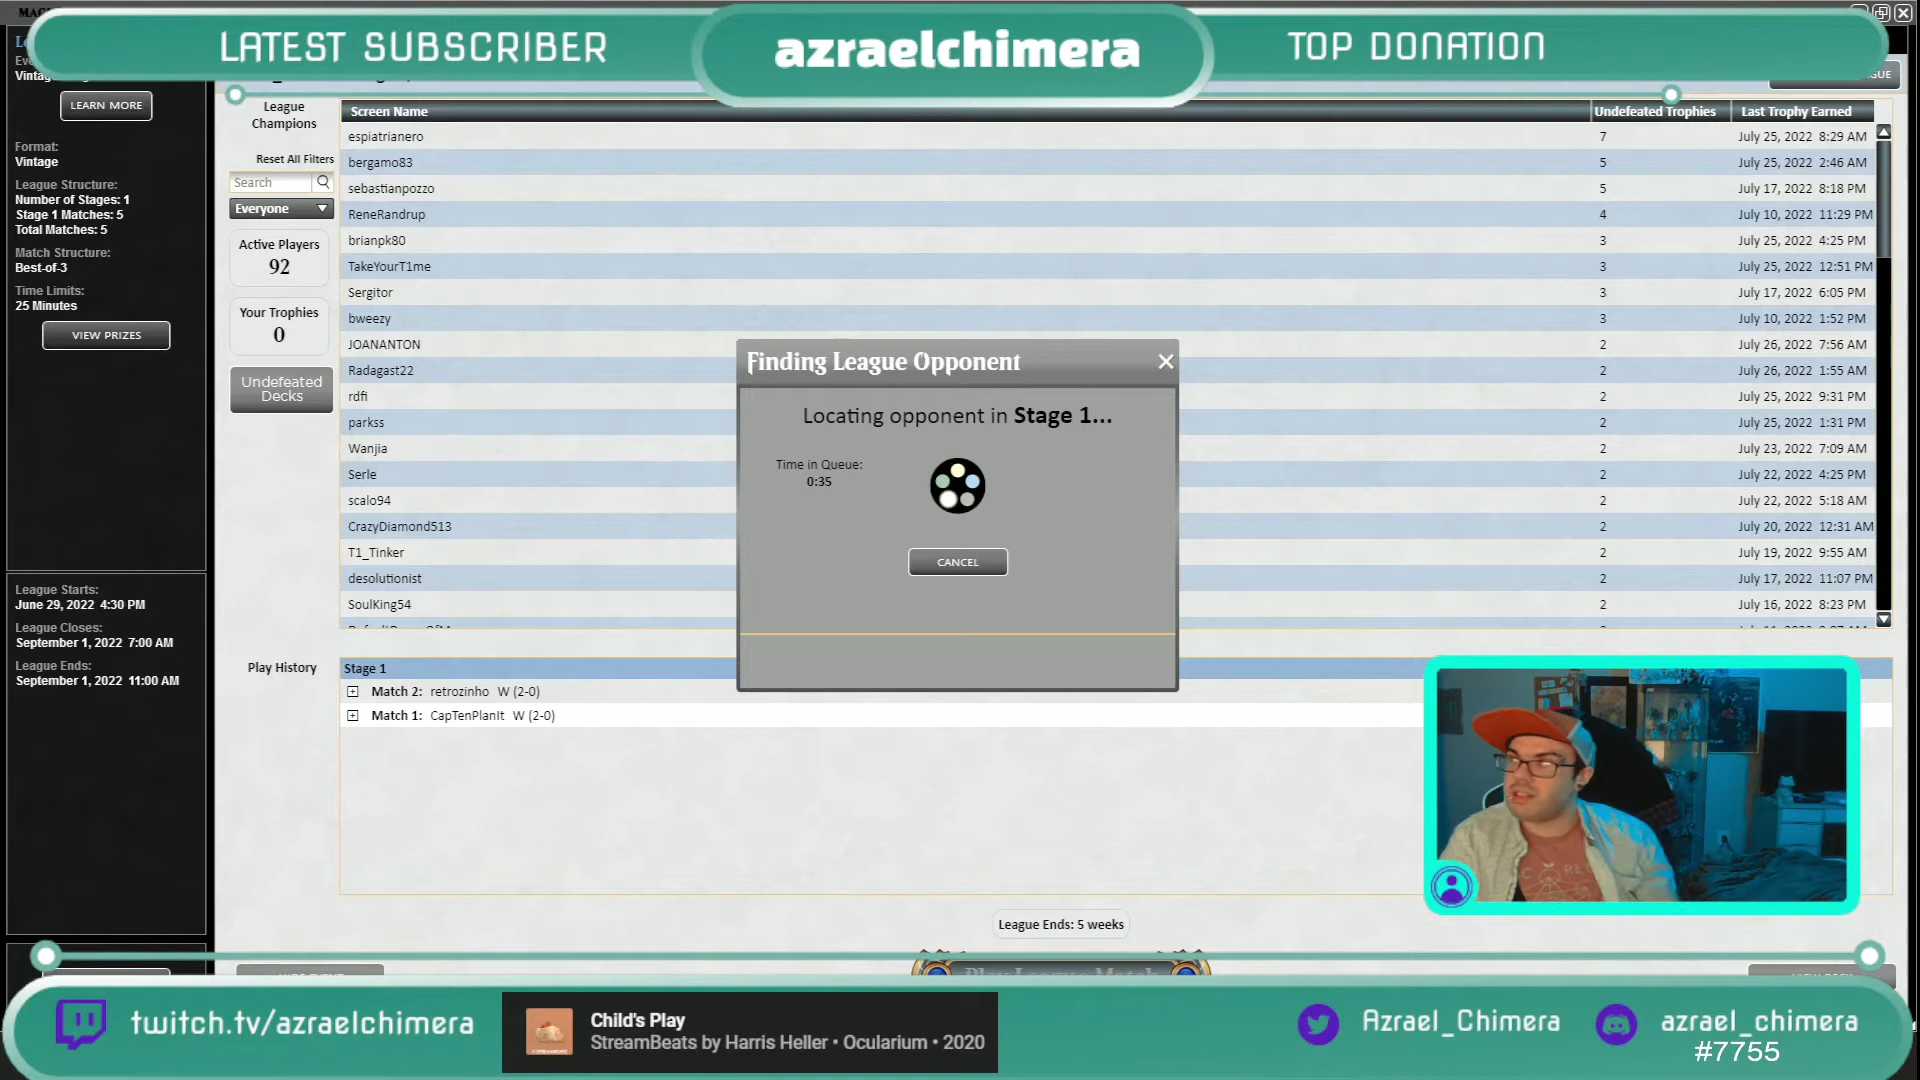 LATEST SUBSCRIBER
azraelchimera
TOP DONATION
LEARN MORE
Format:
Vintage
League Structure:
Number of Stages: 1
Stage 1 Matches: 5
Total Matches: 5
Match Structure:
Best-of-3
Time Limits:
25 Minutes
VIEW PRIZES
League Starts:
June 29, 2022 4:30 PM
League Closes:
September 1, 2022 7:00 AM
League Ends:
September 1, 2022 11:00 AM
League
Champions
Reset All Filters
Search
Everyone
Active Players
92
Your Trophies
0
Undefeated
Decks
Screen Name Undefeated Trophies Last Trophy Earned
espiatrianero 7 July 25, 2022 8:29 AM
bergamo83 5 July 25, 2022 2:46 AM
sebastianpozzo 5 July 17, 2022 8:18 PM
ReneRandrup 4 July 10, 2022 11:29 PM
brianpk80 3 July 25, 2022 4:25 PM
TakeYourT1me 3 July 25, 2022 12:51 PM
Sergitor 3 July 17, 2022 6:05 PM
bweezy 3 July 10, 2022 1:52 PM
JOANANTON 2 July 26, 2022 7:56 AM
Radagast22 2 July 26, 2022 1:55 AM
rdfi 2 July 25, 2022 9:31 PM
parkss 2 July 25, 2022 1:31 PM
Wanjia 2 July 23, 2022 7:09 AM
Serle 2 July 22, 2022 4:25 PM
scalo94 2 July 22, 2022 5:18 AM
CrazyDiamond513 2 July 20, 2022 12:31 AM
T1_Tinker 2 July 19, 2022 9:55 AM
desolutionist 2 July 17, 2022 11:07 PM
SoulKing54 2 July 16, 2022 8:23 PM
Finding League Opponent
Locating opponent in Stage 1...
Time in Queue:
0:35
CANCEL
Play History
Stage 1
Match 2: retrozinho W (2-0)
Match 1: CapTenPlanIt W (2-0)
League Ends: 5 weeks
Play League Match
twitch.tv/azraelchimera
Child's Play
StreamBeats by Harris Heller • Ocularium • 2020
Azrael_Chimera
azrael_chimera
#7755